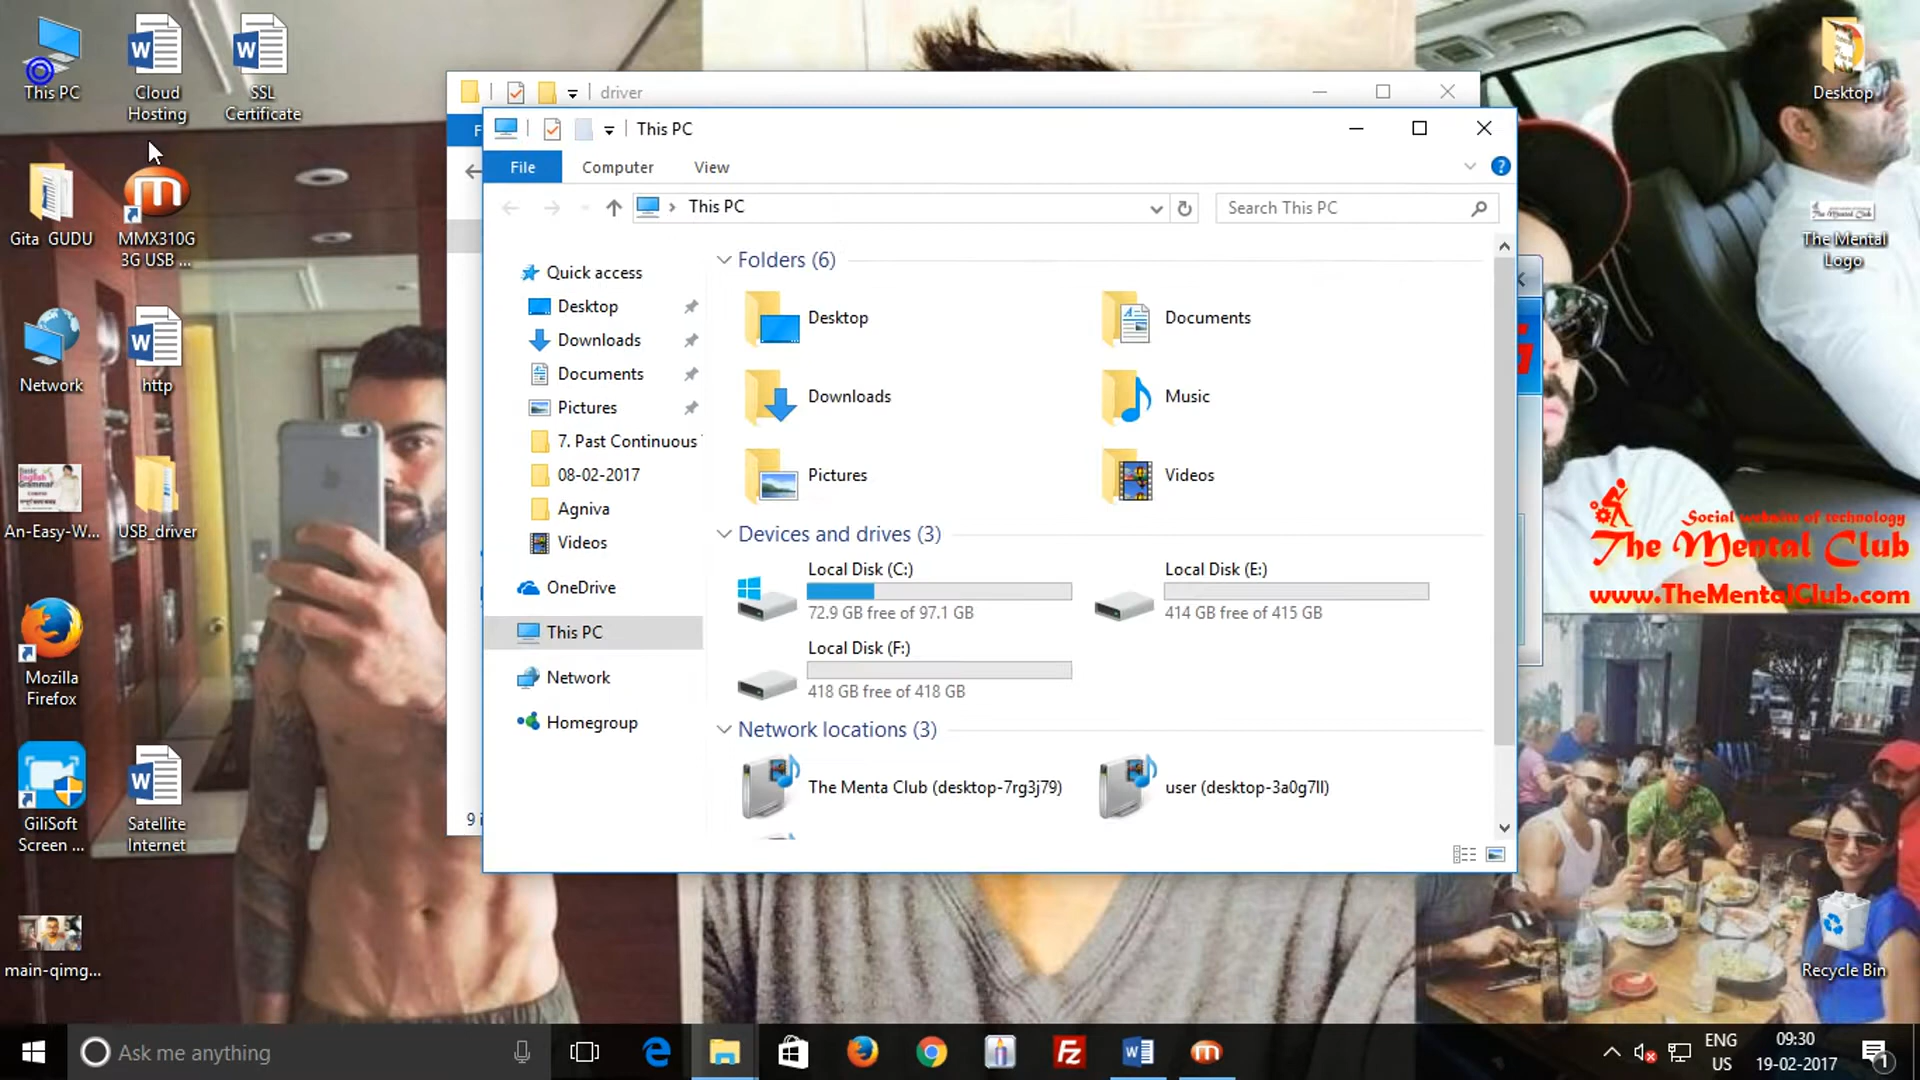 This PC
Cloud
Hosting
SSL
Certificate
Gita GUDU
MMX310G
3G USB ...
Network
http
An-Easy-W...
USB_driver
Mozilla
Firefox
GiliSoft
Screen ...
Satellite
Internet
main-qimg...
driver
This PC
File
Computer
View
This PC
Search This PC
Quick access
Desktop
Downloads
Documents
Pictures
7. Past Continuous
08-02-2017
Agniva
Videos
OneDrive
This PC
Network
Homegroup
Folders (6)
Desktop
Documents
Downloads
Music
Pictures
Videos
Devices and drives (3)
Local Disk (C:)
72.9 GB free of 97.1 GB
Local Disk (E:)
414 GB free of 415 GB
Local Disk (F:)
418 GB free of 418 GB
Network locations (3)
The Menta Club (desktop-7rg3j79)
user (desktop-3a0g7ll)
9
Desktop
The Mental
Logo
Social website of technology
The Mental Club
www.TheMentalClub.com
Recycle Bin
Ask me anything
ENG
US
09:30
19-02-2017
1